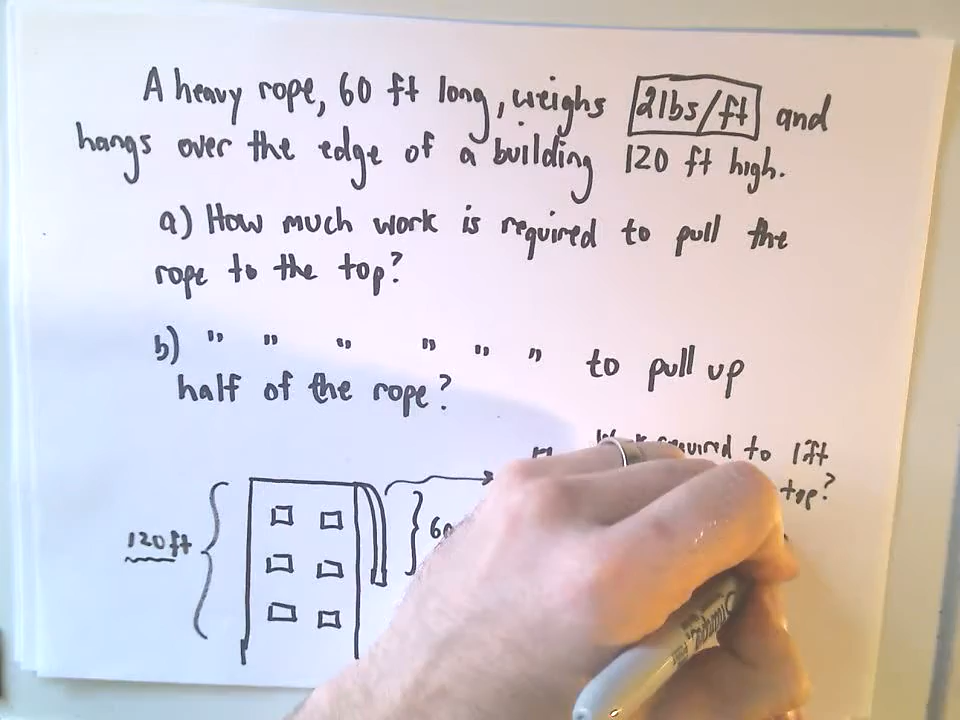 A heavy rope, 60 ft long, weighs 2lbs/ft and
hangs over the edge of a building 120 ft high.
a) How much work is required to pull the
rope to the top?
b) " " " " " " to pull up
half of the rope?
to lift
top?
120 ft